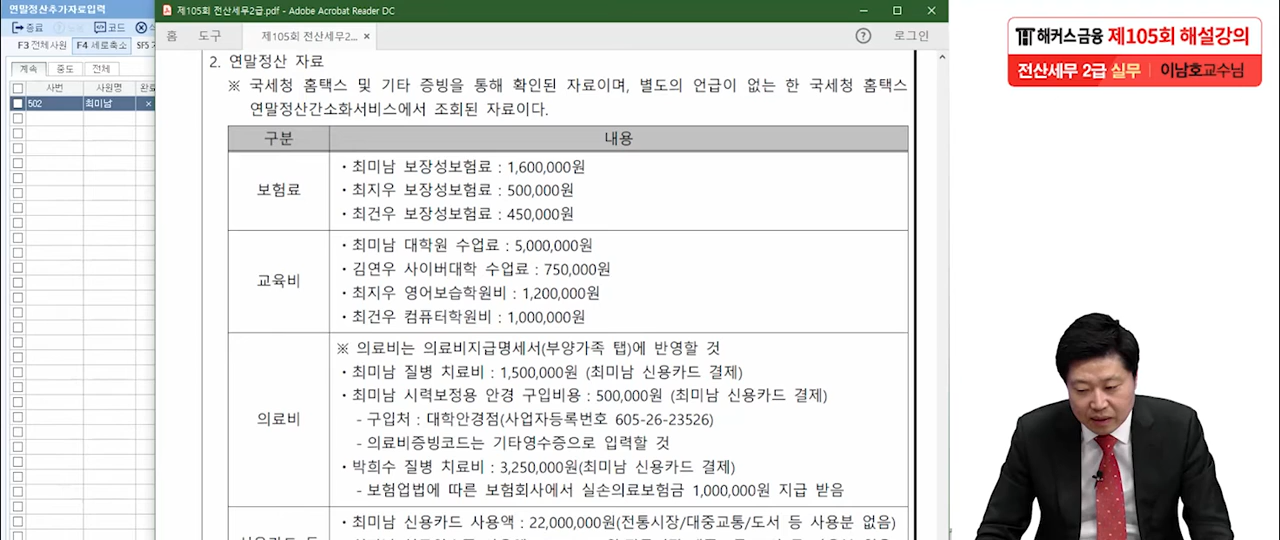 연말정산추가자료입력
종료
코드
F3 전체사원
F4 세로축소
SF5
계속
중도
전체
사번
사원명
완료
502
최미남
×
제105회 전산세무2급.pdf - Adobe Acrobat Reader DC
홈
도구
제105회 전산세무2...
×
로그인
2. 연말정산 자료
※ 국세청 홈택스 및 기타 증빙을 통해 확인된 자료이며, 별도의 언급이 없는 한 국세청 홈택스
연말정산간소화서비스에서 조회된 자료이다.
구분
내용
보험료
・최미남 보장성보험료 : 1,600,000원
・최지우 보장성보험료 : 500,000원
・최건우 보장성보험료 : 450,000원
교육비
・최미남 대학원 수업료 : 5,000,000원
・김연우 사이버대학 수업료 : 750,000원
・최지우 영어보습학원비 : 1,200,000원
・최건우 컴퓨터학원비 : 1,000,000원
의료비
※ 의료비는 의료비지급명세서(부양가족 탭)에 반영할 것
・최미남 질병 치료비 : 1,500,000원 (최미남 신용카드 결제)
・최미남 시력보정용 안경 구입비용 : 500,000원 (최미남 신용카드 결제)
- 구입처 : 대학안경점(사업자등록번호 605-26-23526)
- 의료비증빙코드는 기타영수증으로 입력할 것
・박희수 질병 치료비 : 3,250,000원(최미남 신용카드 결제)
- 보험업법에 따른 보험회사에서 실손의료보험금 1,000,000원 지급 받음
・최미남 신용카드 사용액 : 22,000,000원(전통시장/대중교통/도서 등 사용분 없음)
해커스금융 제105회 해설강의
전산세무 2급 실무 | 이남호교수님